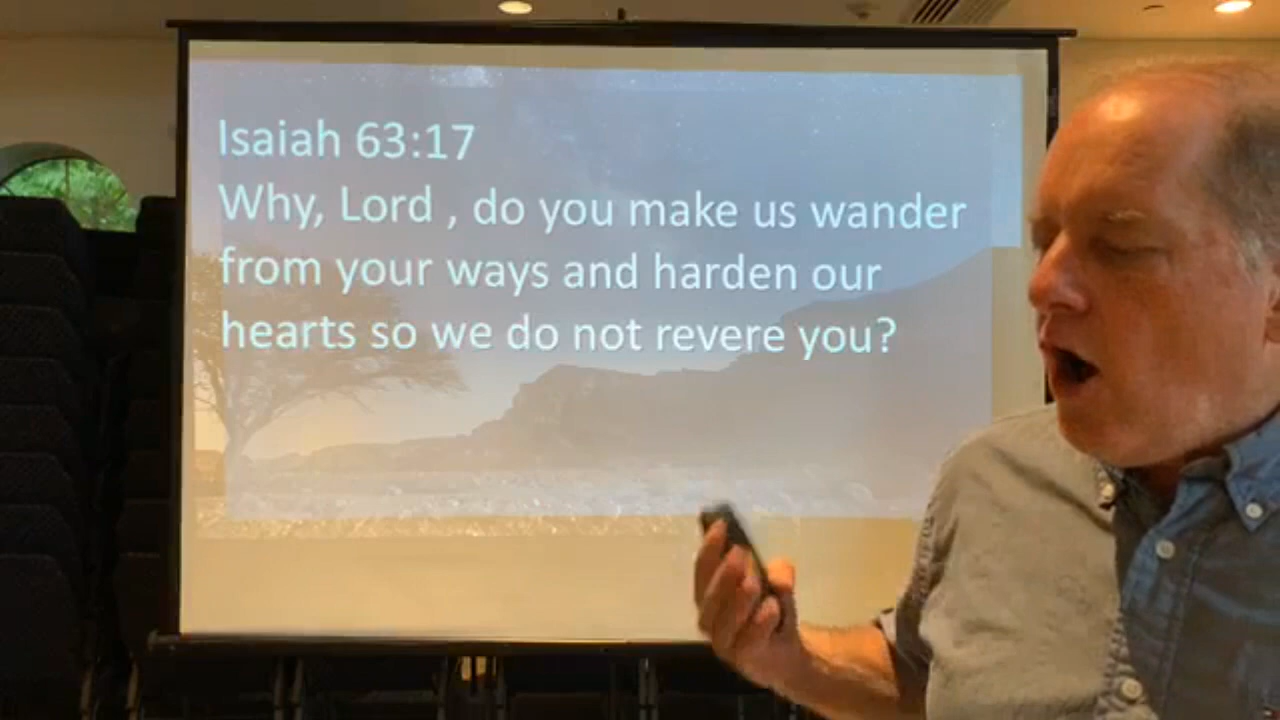 Isaiah 63:17
Why, Lord , do you make us wander
from your ways and harden our
hearts so we do not revere you?